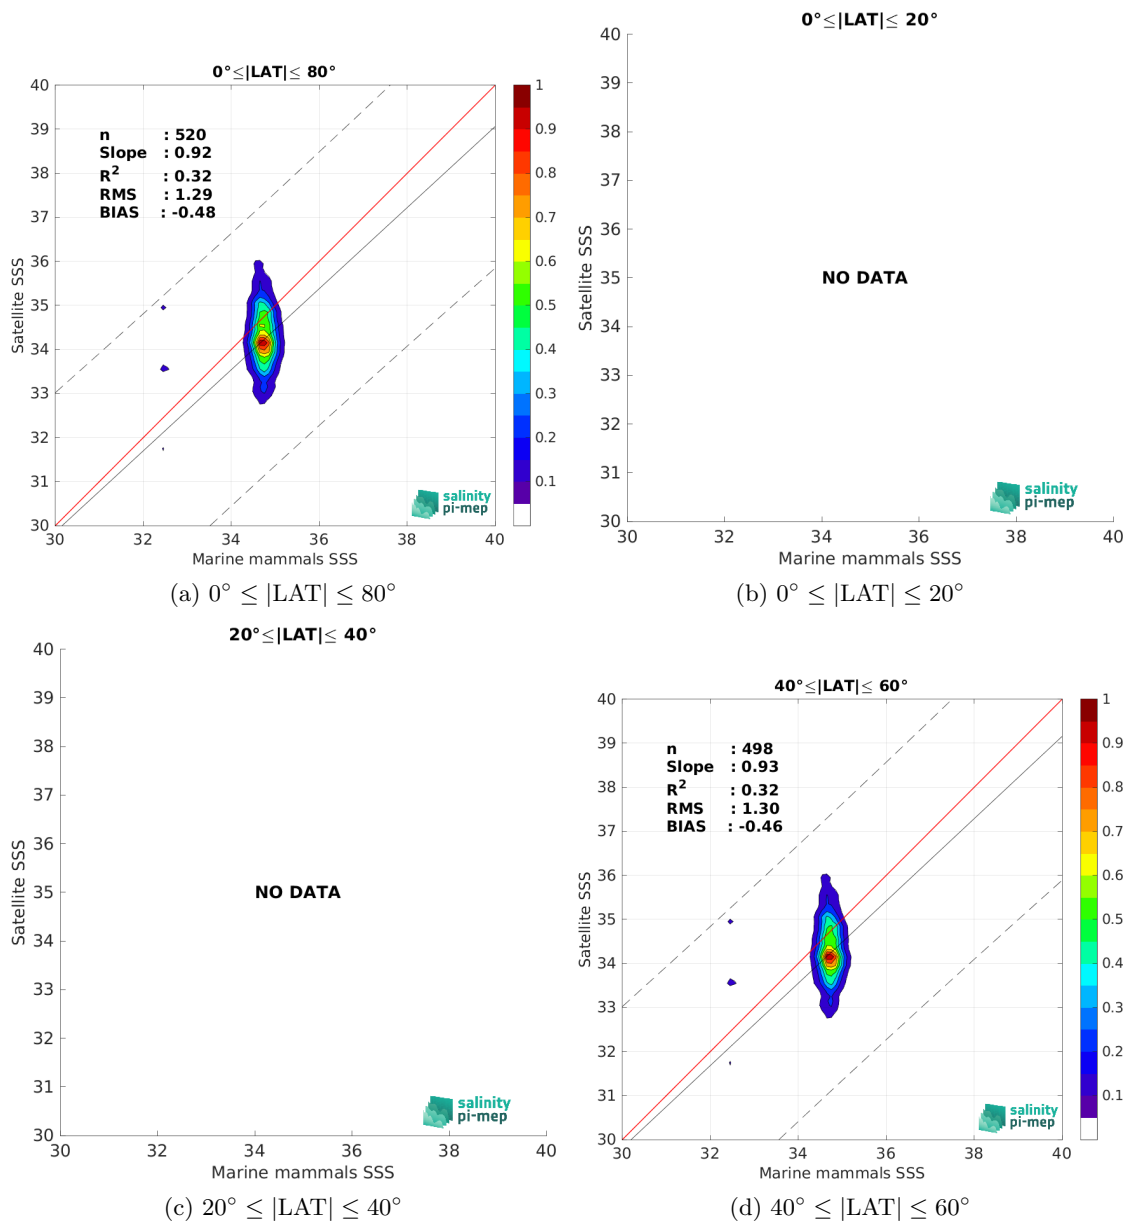 0°≤|LAT|≤ 80°
40
39
38
37
36
35
34
33
32
31
30
Satellite SSS
n : 520
Slope : 0.92
R² : 0.32
RMS : 1.29
BIAS : -0.48
salinity
pi-mep
30 32 34 36 38 40
Marine mammals SSS
1
0.9
0.8
0.7
0.6
0.5
0.4
0.3
0.2
0.1
(a) 0° ≤ |LAT| ≤ 80°
0°≤|LAT|≤ 20°
40
39
38
37
36
35
34
33
32
31
30
Satellite SSS
NO DATA
salinity
pi-mep
30 32 34 36 38 40
Marine mammals SSS
(b) 0° ≤ |LAT| ≤ 20°
20°≤|LAT|≤ 40°
40
39
38
37
36
35
34
33
32
31
30
Satellite SSS
NO DATA
salinity
pi-mep
30 32 34 36 38 40
Marine mammals SSS
(c) 20° ≤ |LAT| ≤ 40°
40°≤|LAT|≤ 60°
40
39
38
37
36
35
34
33
32
31
30
Satellite SSS
n : 498
Slope : 0.93
R² : 0.32
RMS : 1.30
BIAS : -0.46
salinity
pi-mep
30 32 34 36 38 40
Marine mammals SSS
1
0.9
0.8
0.7
0.6
0.5
0.4
0.3
0.2
0.1
(d) 40° ≤ |LAT| ≤ 60°